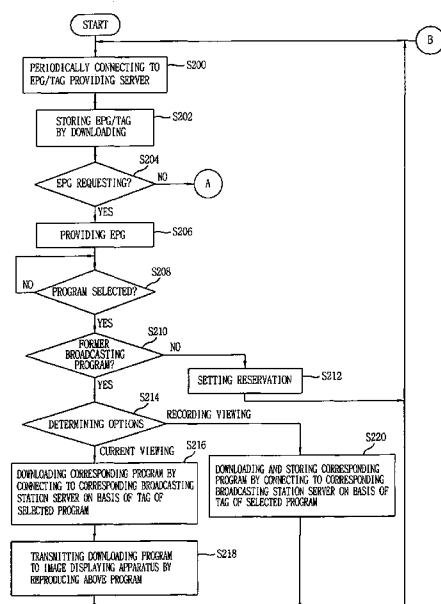 START
B
PERIODICALLY CONNECTING TO
EPG/TAG PROVIDING SERVER
S200
STORING EPG/TAG
BY DOWNLOADING
S202
S204
EPG REQUESTING?
NO
A
YES
PROVIDING EPG
S206
S208
NO
PROGRAM SELECTED?
YES
S210
FORMER
BROADCASTING
PROGRAM?
NO
SETTING RESERVATION
S212
YES
S214
DETERMINING OPTIONS
RECORDING VIEWING
CURRENT VIEWING
S216
DOWNLOADING CORRESPONDING PROGRAM BY
CONNECTING TO CORRESPONDING BROADCASTING
STATION SERVER ON BASIS OF TAG OF
SELECTED PROGRAM
S220
DOWNLOADING AND STORING CORRESPONDING
PROGRAM BY CONNECTING TO CORRESPONDING
BROADCASTING STATION SERVER ON BASIS OF
TAG OF SELECTED PROGRAM
S218
TRANSMITTING DOWNLOADING PROGRAM
TO IMAGE DISPLAYING APPARATUS BY
REPRODUCING ABOVE PROGRAM